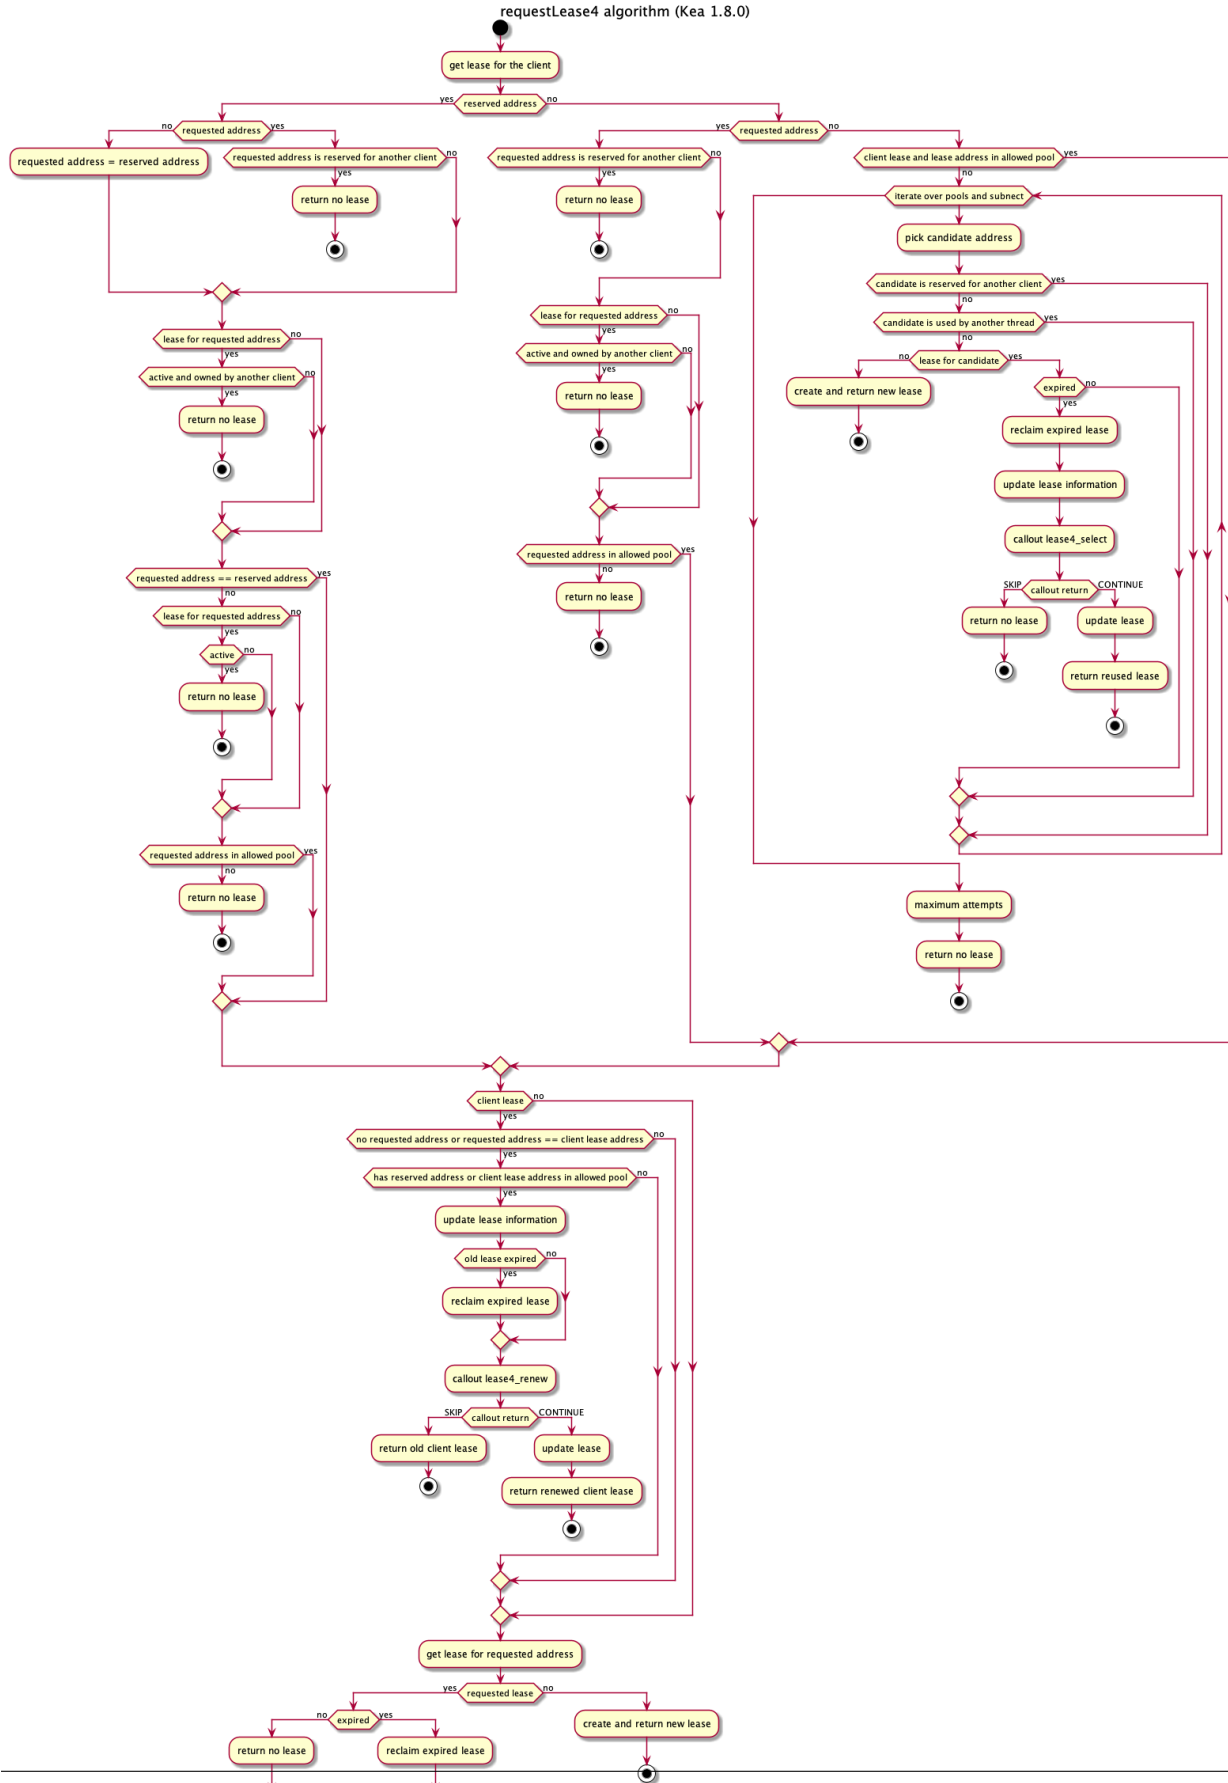 requestLease4 algorithm (Kea 1.8.0)
get lease for the client
yes
reserved address
no
no
requested address
yes
requested address = reserved address
requested address is reserved for another client
no
yes
return no lease
lease for requested address
no
yes
active and owned by another client
no
yes
return no lease
requested address == reserved address
yes
no
lease for requested address
no
yes
active
no
yes
return no lease
requested address in allowed pool
yes
no
return no lease
yes
requested address
no
requested address is reserved for another client
no
yes
return no lease
lease for requested address
no
yes
active and owned by another client
no
yes
return no lease
requested address in allowed pool
yes
no
return no lease
client lease and lease address in allowed pool
yes
no
iterate over pools and subnect
pick candidate address
candidate is reserved for another client
yes
no
candidate is used by another thread
yes
no
no
lease for candidate
yes
create and return new lease
expired
no
yes
reclaim expired lease
update lease information
callout lease4_select
SKIP
callout return
CONTINUE
return no lease
update lease
return reused lease
maximum attempts
return no lease
client lease
no
yes
no requested address or requested address == client lease address
no
yes
has reserved address or client lease address in allowed pool
no
yes
update lease information
old lease expired
no
yes
reclaim expired lease
callout lease4_renew
SKIP
callout return
CONTINUE
return old client lease
update lease
return renewed client lease
get lease for requested address
yes
requested lease
no
no
expired
yes
create and return new lease
return no lease
reclaim expired lease